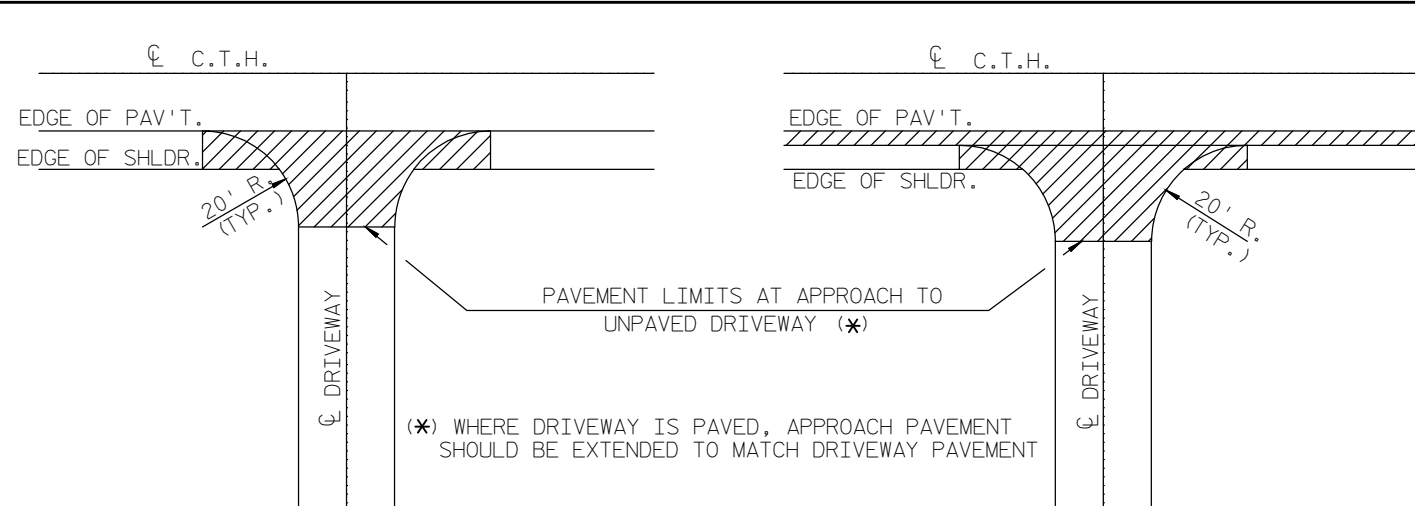 ℄ C.T.H.
EDGE OF PAV'T.
EDGE OF SHLDR.
20' R.
(TYP.)
℄ DRIVEWAY
℄ C.T.H.
EDGE OF PAV'T.
EDGE OF SHLDR.
20' R.
(TYP.)
℄ DRIVEWAY
PAVEMENT LIMITS AT APPROACH TO
UNPAVED DRIVEWAY (*)
(*) WHERE DRIVEWAY IS PAVED, APPROACH PAVEMENT
SHOULD BE EXTENDED TO MATCH DRIVEWAY PAVEMENT